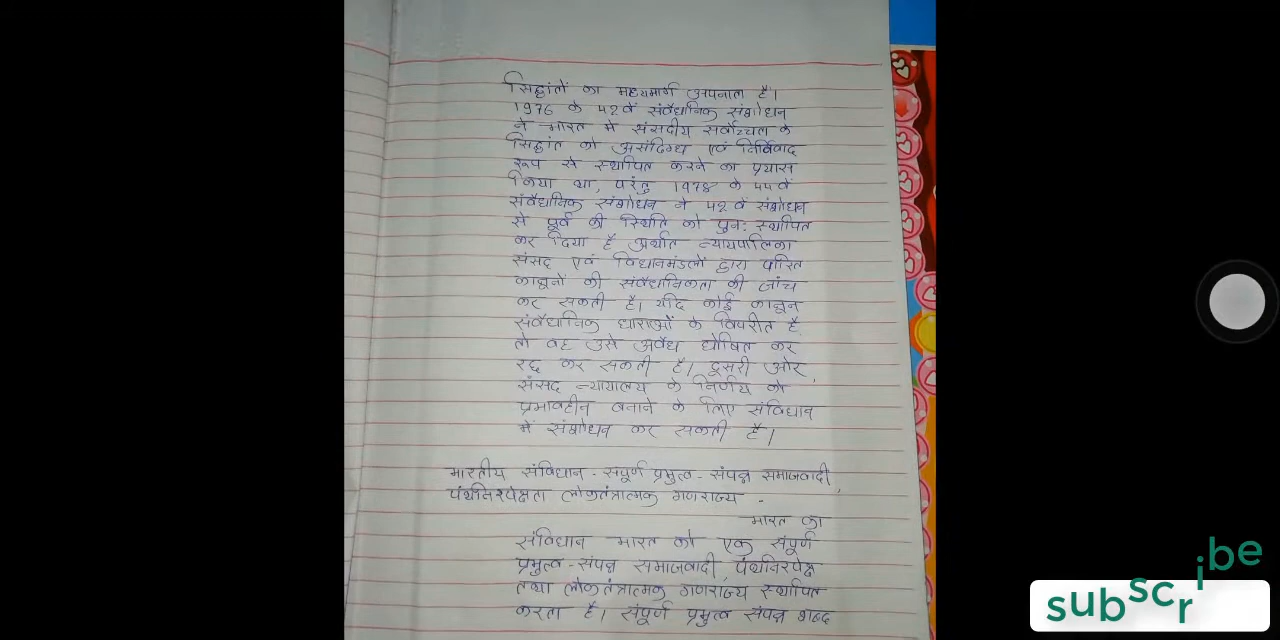 सिद्धांतों का मध्यमार्ग अपनाता है।
1976 के 42वें संवैधानिक संशोधन
ने भारत में संसदीय सर्वोच्चता के
सिद्धांत को असंदिग्ध एवं निर्विवाद
रूप से स्थापित करने का प्रयास
किया था, परंतु 1978 के 44वें
संवैधानिक संशोधन ने 42वें संशोधन
से पूर्व की स्थिति को पुनः स्थापित
कर दिया है अर्थात न्यायपालिका
संसद एवं विधानमंडलों द्वारा पारित
कानूनों की संवैधानिकता की जांच
कर सकती है। यदि कोई कानून
संवैधानिक धाराओं के विपरीत है
तो वह उसे अवैध घोषित कर
रद्द कर सकती है। दूसरी ओर,
संसद न्यायालय के निर्णय को
प्रभावहीन बनाने के लिए संविधान
में संशोधन कर सकती है।
भारतीय संविधान - संपूर्ण प्रभुत्व - संपन्न समाजवादी,
पंथनिरपेक्षता लोकतंत्रात्मक गणराज्य -
भारत का
संविधान भारत को एक संपूर्ण
प्रभुत्व - संपन्न समाजवादी, पंथनिरपेक्ष
तथा लोकतंत्रात्मक गणराज्य स्थापित
करता है। संपूर्ण प्रभुत्व संपन्न शब्द
subscribe